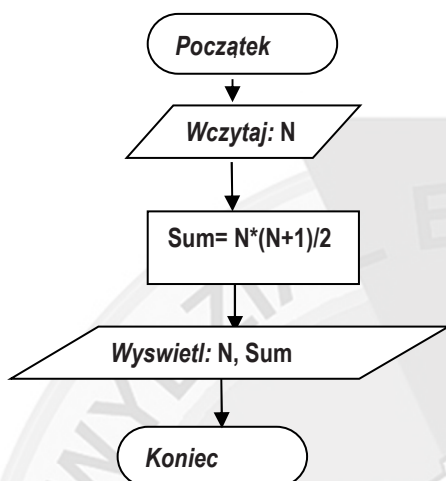 Początek
Wczytaj: N
Sum= N*(N+1)/2
Wyswietl: N, Sum
Koniec